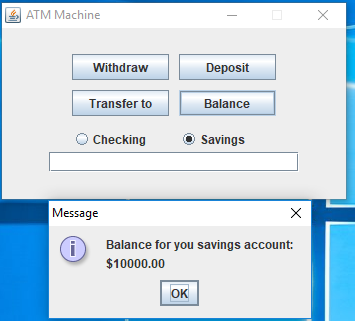 ATM Machine
Withdraw Deposit
Transfer to Balance
Checking Savings
Message
Balance for you savings account:
$10000.00
OK